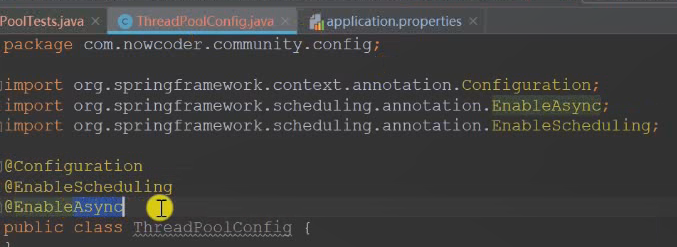 PoolTests.java × ThreadPoolConfig.java × application.properties ×
package com.nowcoder.community.config;
import org.springframework.context.annotation.Configuration;
import org.springframework.scheduling.annotation.EnableAsync;
import org.springframework.scheduling.annotation.EnableScheduling;
@Configuration
@EnableScheduling
@EnableAsync
public class ThreadPoolConfig {
}